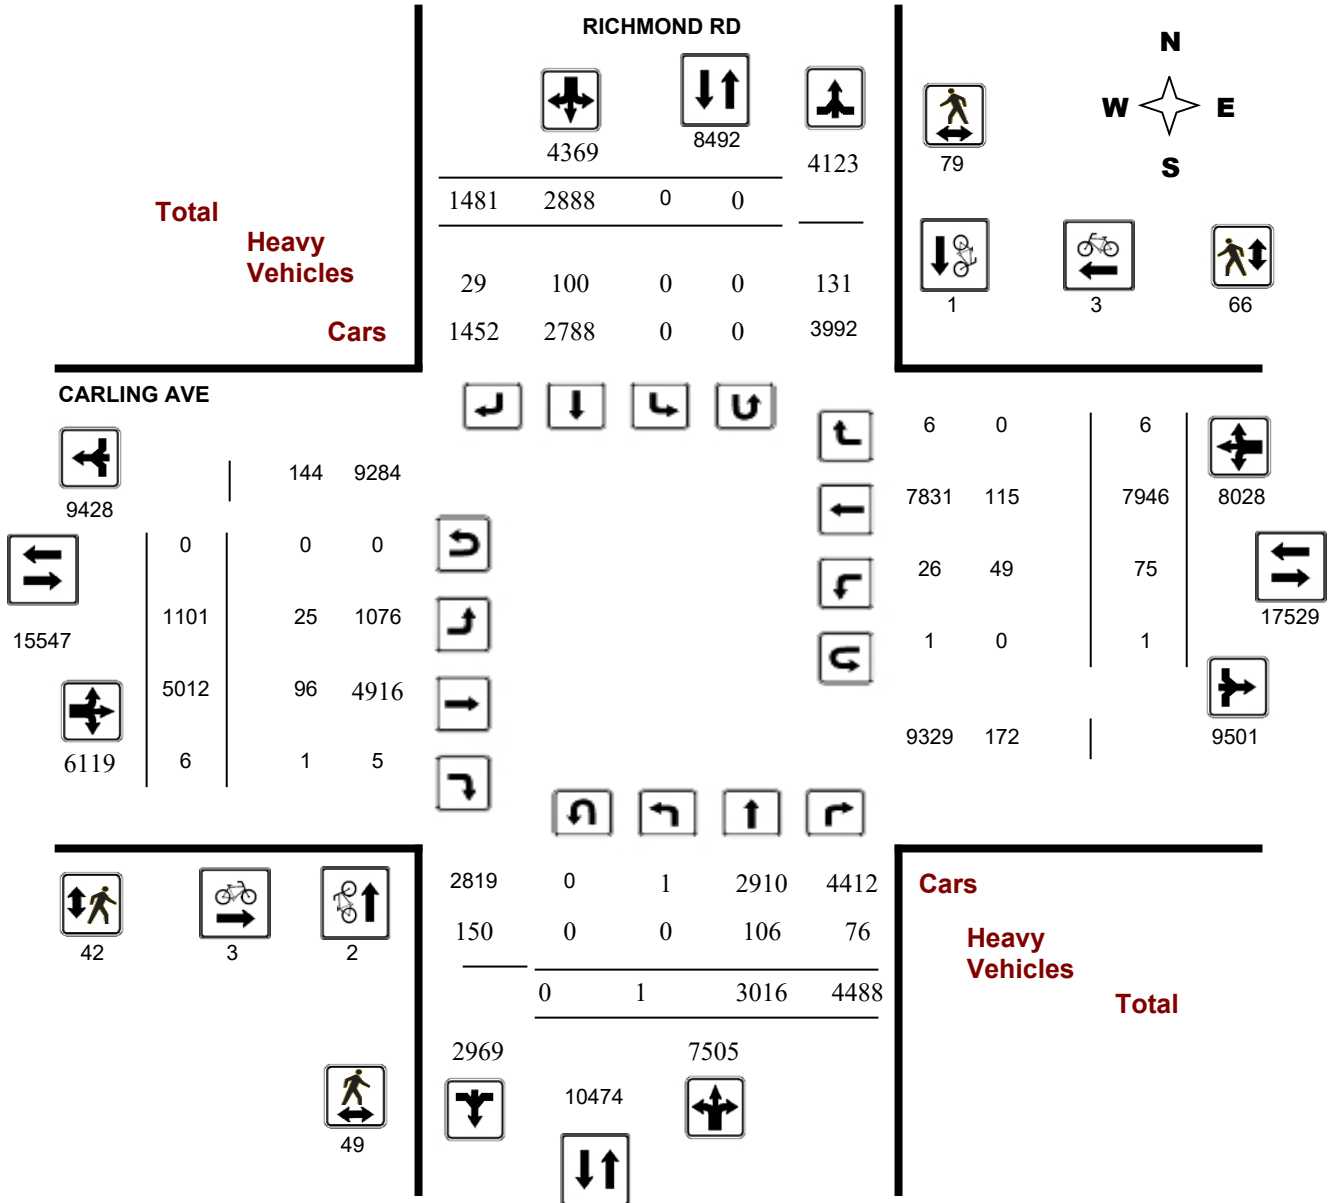 RICHMOND RD
N
W E
S
4369 8492 4123 79
1481 2888 0 0
Total
Heavy
Vehicles
29 100 0 0 131
Cars
1452 2788 0 0 3992
1 3 66
CARLING AVE
6 0 6
144 9284
9428
7831 115 7946 8028
0 0 0
26 49 75
1101 25 1076
15547
17529
1 0 1
5012 96 4916
9329 172 9501
6119 6 1 5
2819 0 1 2910 4412
Cars
150 0 0 106 76
Heavy
Vehicles
42 3 2
0 1 3016 4488
Total
2969 7505
10474
49